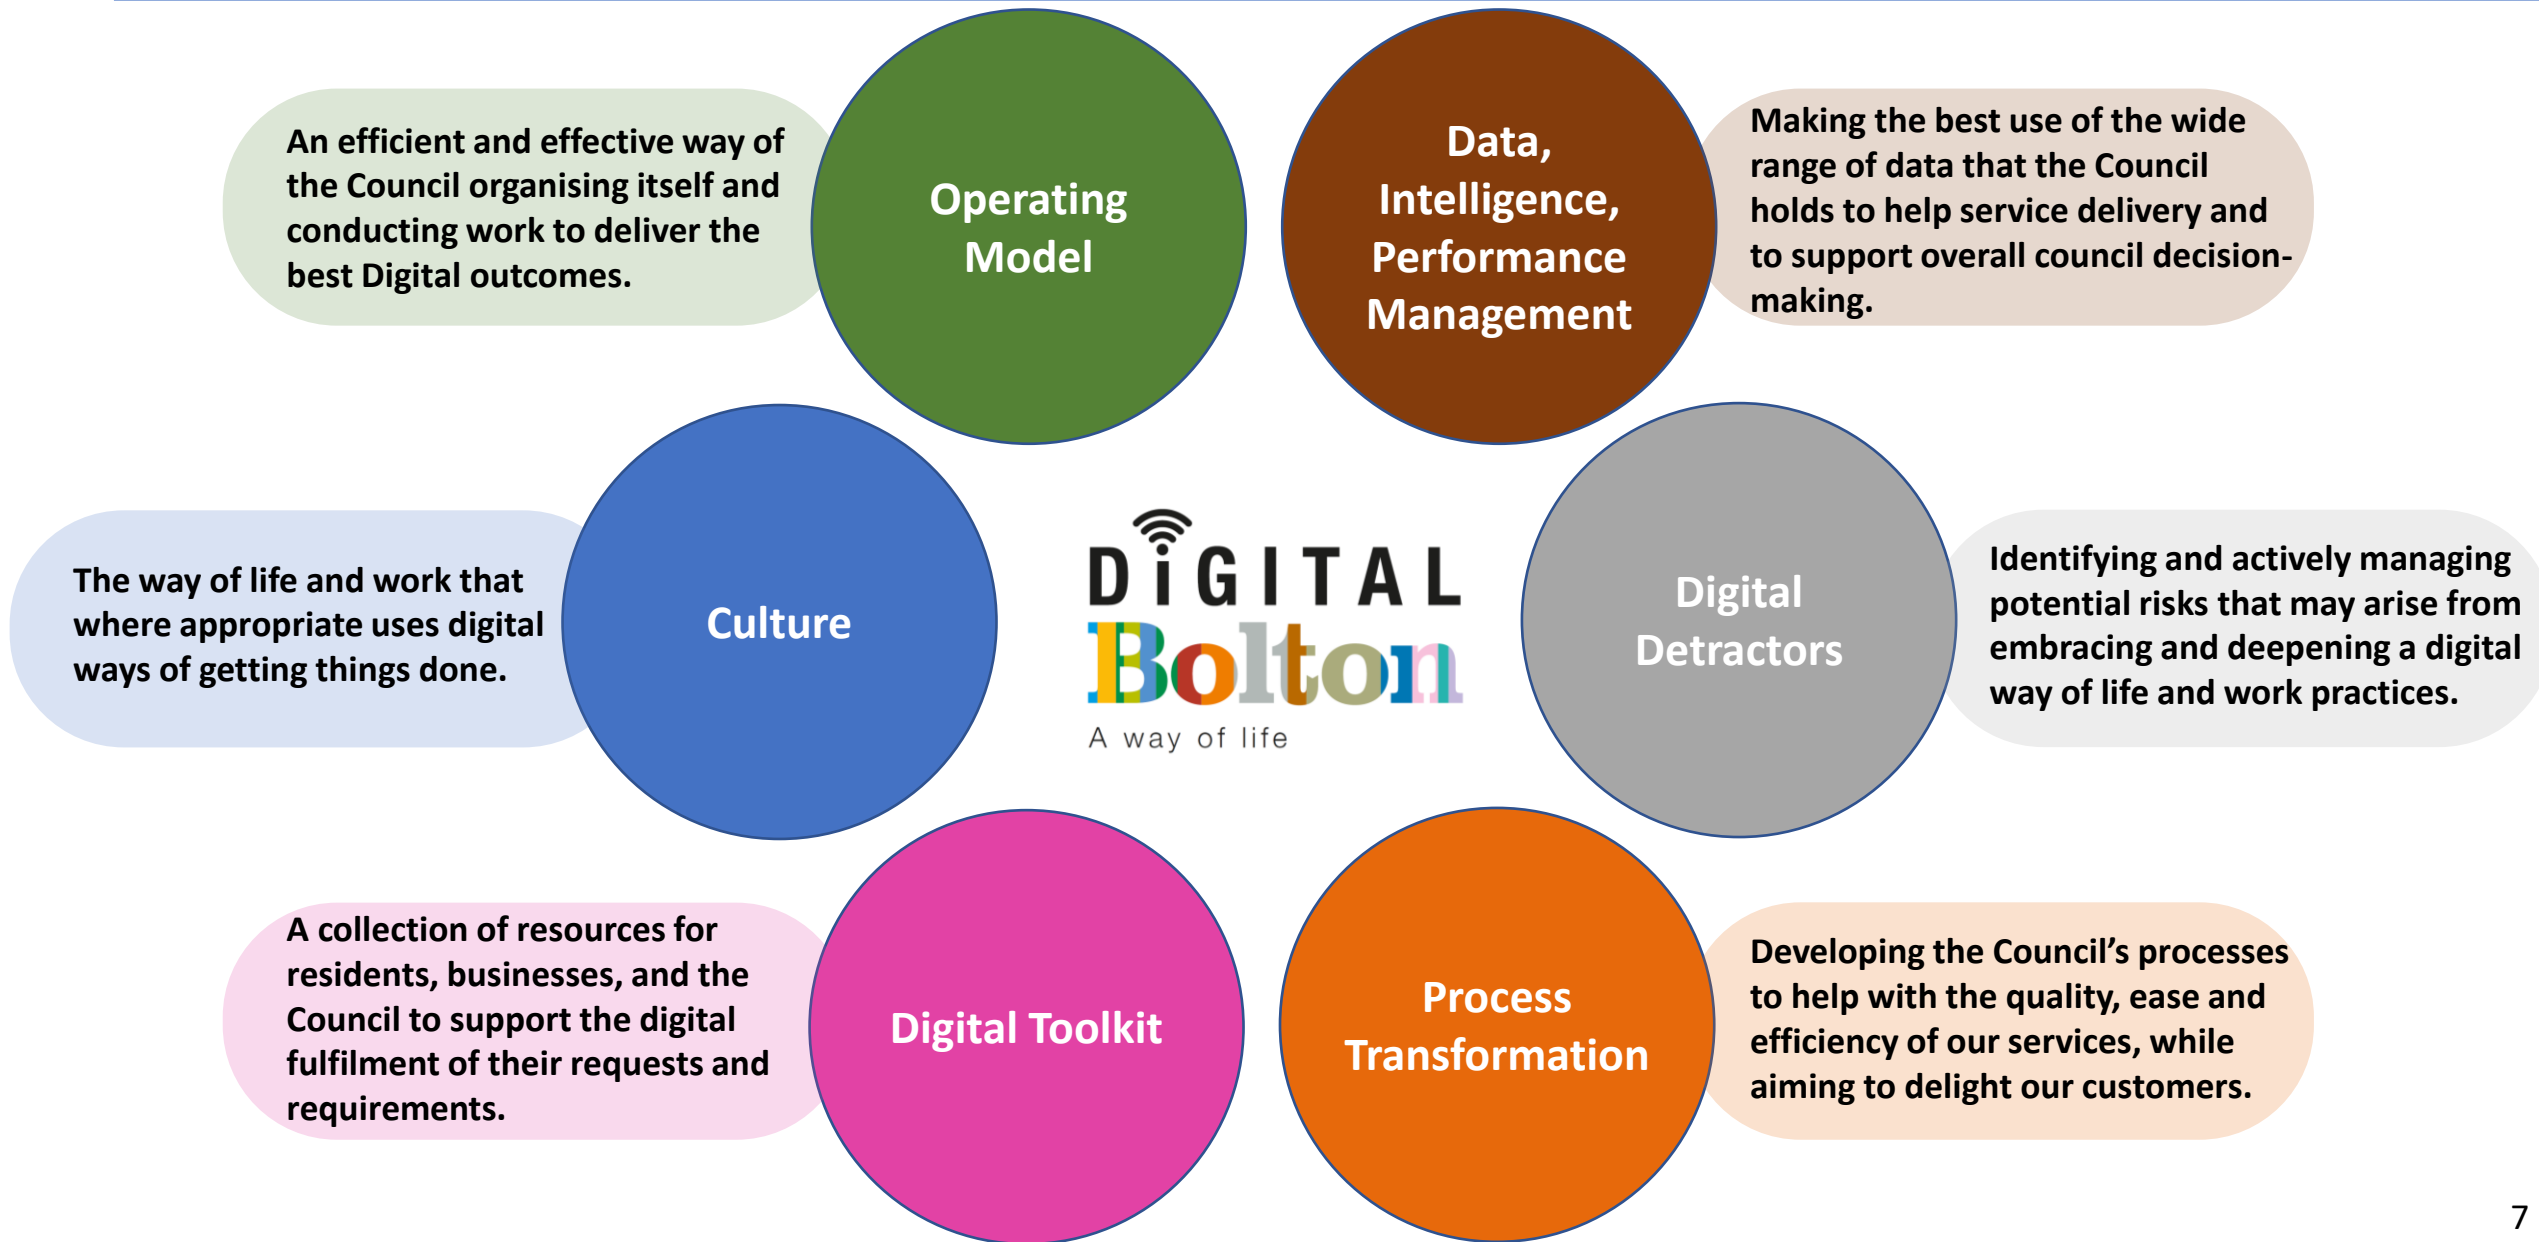 An efficient and effective way of
the Council organising itself and
conducting work to deliver the
best Digital outcomes.
Operating
Model
Data,
Intelligence,
Performance
Management
Making the best use of the wide
range of data that the Council
holds to help service delivery and
to support overall council decision-
making.
The way of life and work that
where appropriate uses digital
ways of getting things done.
Culture
DiGITAL
Bolton
A way of life
Digital
Detractors
Identifying and actively managing
potential risks that may arise from
embracing and deepening a digital
way of life and work practices.
A collection of resources for
residents, businesses, and the
Council to support the digital
fulfilment of their requests and
requirements.
Digital Toolkit
Process
Transformation
Developing the Council’s processes
to help with the quality, ease and
efficiency of our services, while
aiming to delight our customers.
7